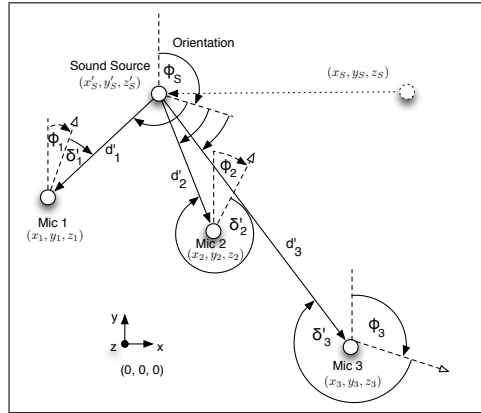 Orientation
Sound Source
(x'_S, y'_S, z'_S)
Φ_S
(x_S, y_S, z_S)
Φ_1
δ'_1
d'_1
d'_2
Φ_2
δ'_2
d'_3
Mic 1
(x_1, y_1, z_1)
Mic 2
(x_2, y_2, z_2)
δ'_3
Φ_3
y
z
x
(0, 0, 0)
Mic 3
(x_3, y_3, z_3)